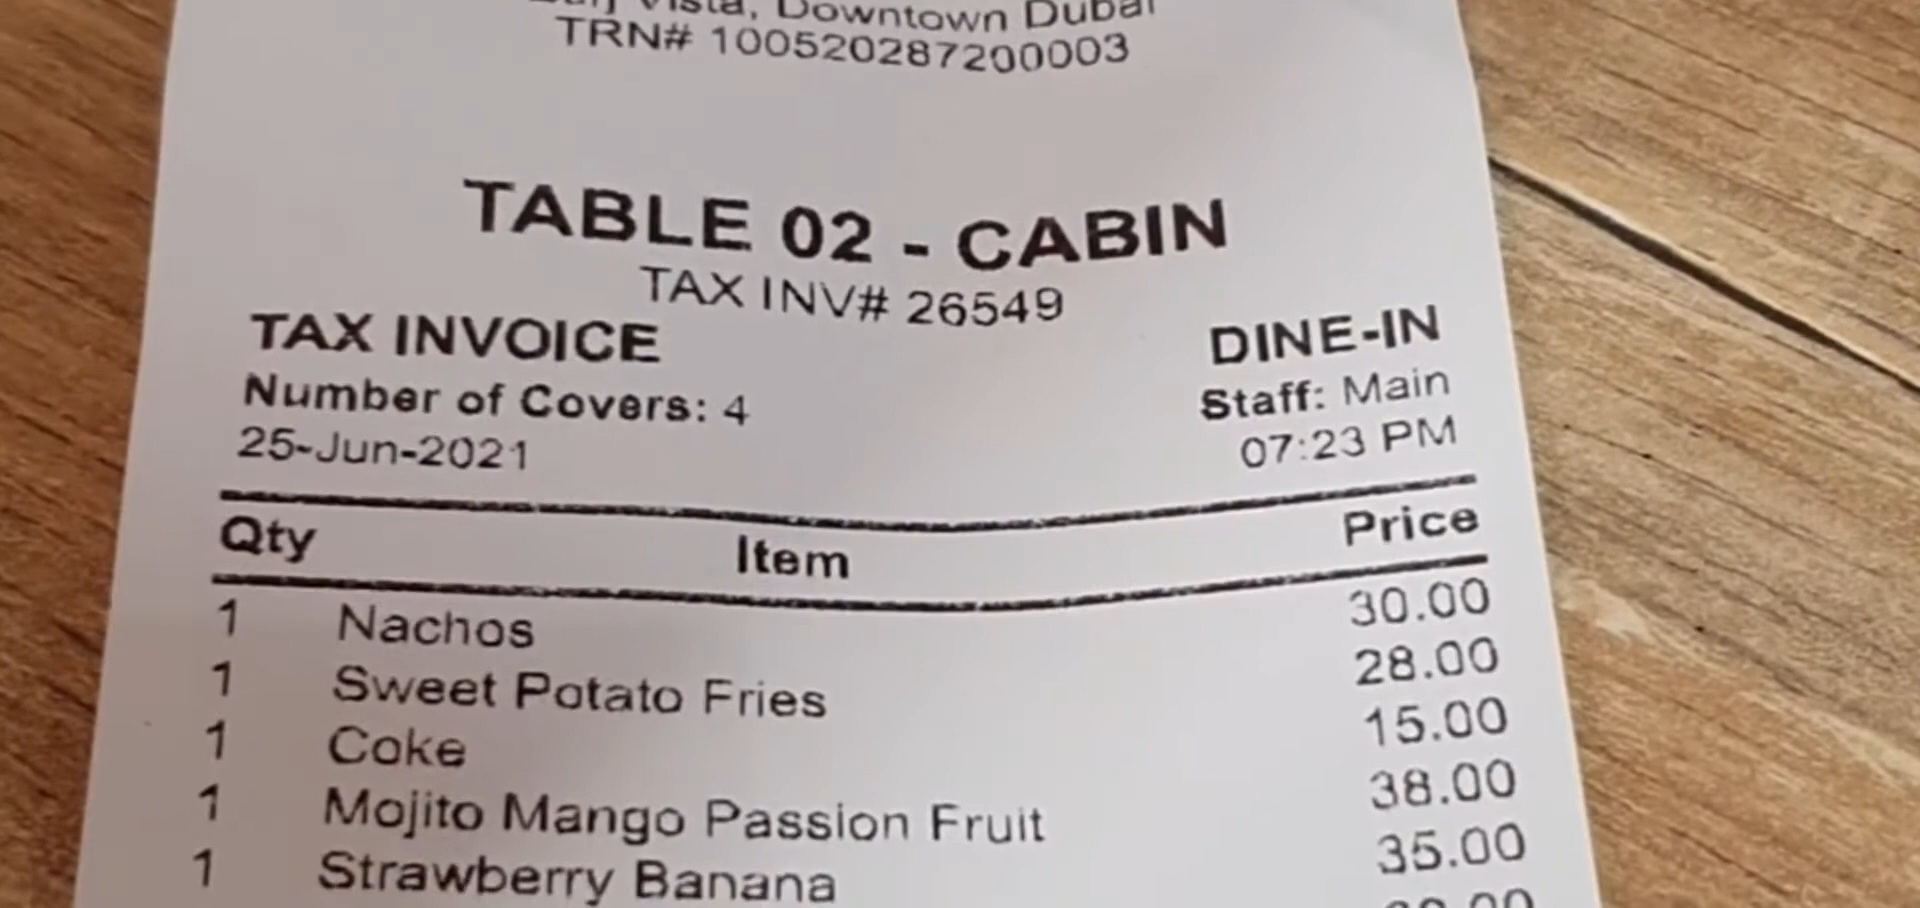 Vista, Downtown Dubai
TRN# 100520287200003
TABLE 02 - CABIN
TAX INV# 26549
TAX INVOICE DINE-IN
Number of Covers: 4 Staff: Main
25-Jun-2021 07:23 PM
Qty Item Price
1 Nachos 30.00
1 Sweet Potato Fries 28.00
1 Coke 15.00
1 Mojito Mango Passion Fruit 38.00
1 Strawberry Banana 35.00